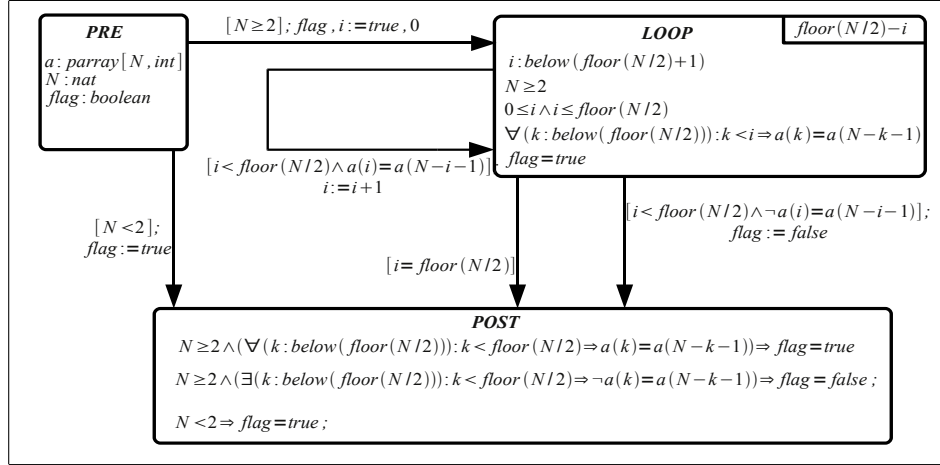 PRE
a : parray[N , int]
N : nat
flag : boolean
[N≥2]; flag , i :=true , 0
LOOP
floor(N/2)−i
i : below(floor(N/2)+1)
N≥2
0≤i∧i≤floor(N/2)
∀(k : below(floor(N/2))): k<i⇒a(k)=a(N−k−1)
flag=true
[i<floor(N/2)∧a(i)=a(N−i−1)];
i :=i+1
[N<2];
flag :=true
[i=floor(N/2)]
[i<floor(N/2)∧¬a(i)=a(N−i−1)];
flag := false
POST
N≥2∧(∀(k : below(floor(N/2))): k<floor(N/2)⇒a(k)=a(N−k−1))⇒ flag=true
N≥2∧(∃(k : below(floor(N/2))): k<floor(N/2)⇒¬a(k)=a(N−k−1))⇒ flag=false ;
N<2⇒ flag=true ;